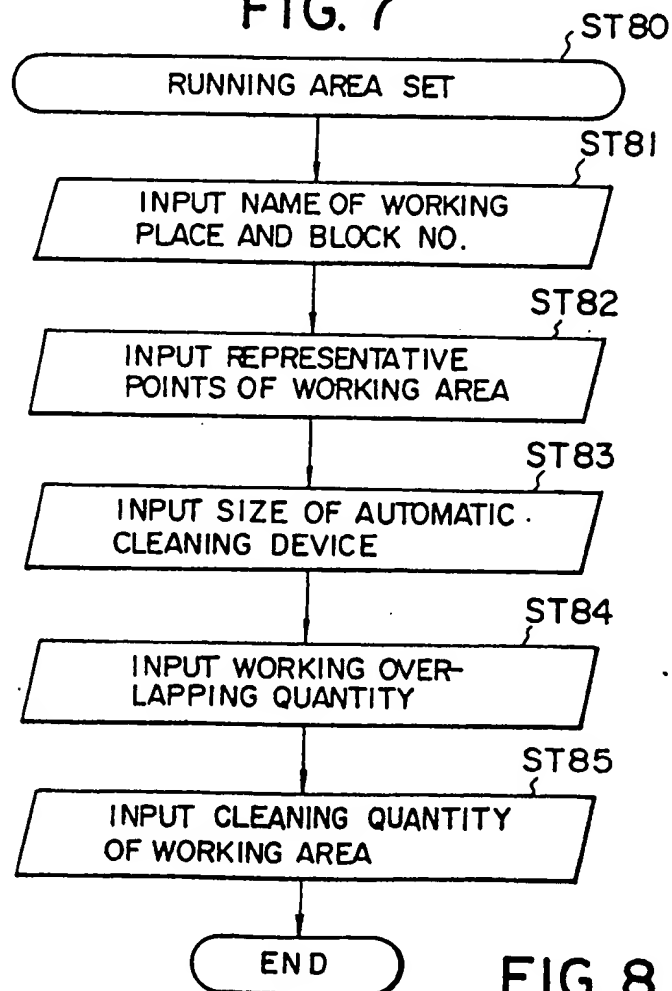 FIG. 7
ST80
RUNNING AREA SET
ST81
INPUT NAME OF WORKING
PLACE AND BLOCK NO.
ST82
INPUT REPRESENTATIVE
POINTS OF WORKING AREA
ST83
INPUT SIZE OF AUTOMATIC
CLEANING DEVICE
ST84
INPUT WORKING OVER-
LAPPING QUANTITY
ST85
INPUT CLEANING QUANTITY
OF WORKING AREA
END
FIG. 8